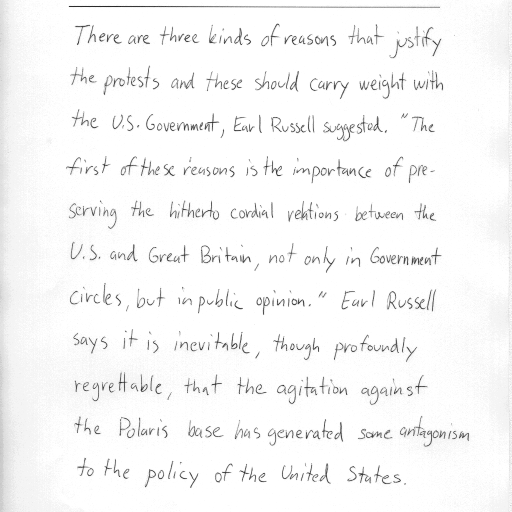 There are three kinds of reasons that justify
the protests and these should carry weight with
the U.S. Government, Earl Russell suggested. "The
first of these reasons is the importance of pre-
serving the hitherto cordial relations between the
U.S. and Great Britain, not only in Government
circles, but in public opinion." Earl Russell
says it is inevitable, though profoundly
regrettable, that the agitation against
the Polaris base has generated some antagonism
to the policy of the United States.